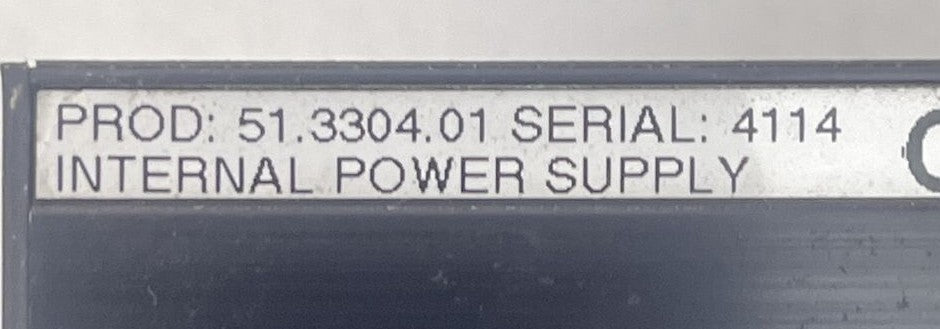 PROD: 51.3304.01 SERIAL: 4114
INTERNAL POWER SUPPLY